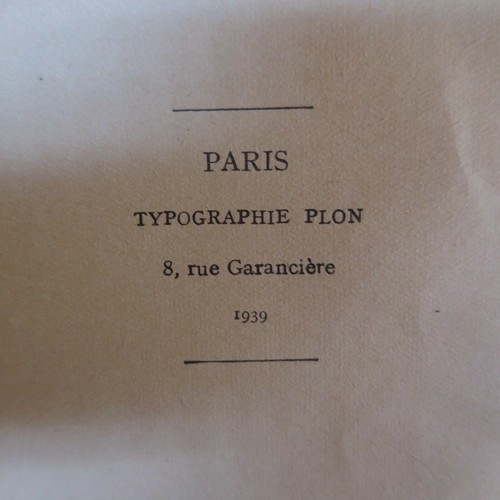 PARIS
TYPOGRAPHIE PLON
8, rue Garancière
1939